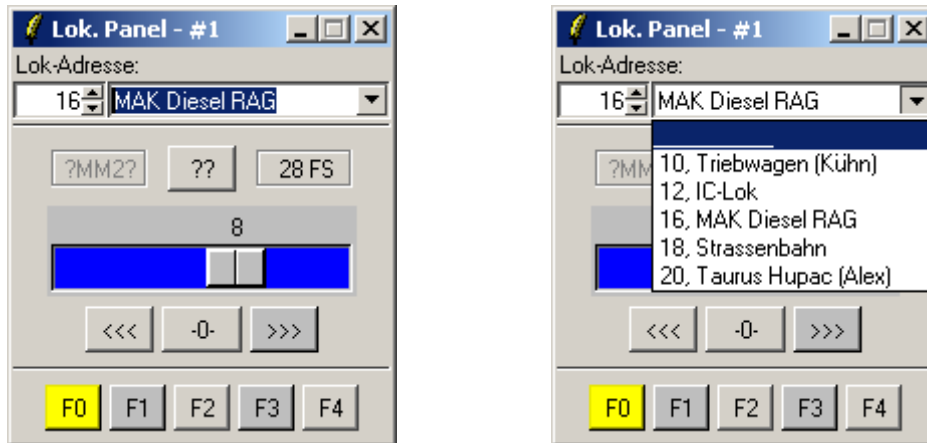 Lok. Panel - #1
Lok-Adresse:
16 MAK Diesel RAG
?MM2? ?? 28 FS
8
<<< -0- >>>
F0 F1 F2 F3 F4
Lok. Panel - #1
Lok-Adresse:
16 MAK Diesel RAG
?MM
10, Triebwagen (Kühn)
12, IC-Lok
16, MAK Diesel RAG
18, Strassenbahn
20, Taurus Hupac (Alex)
<<< -0- >>>
F0 F1 F2 F3 F4